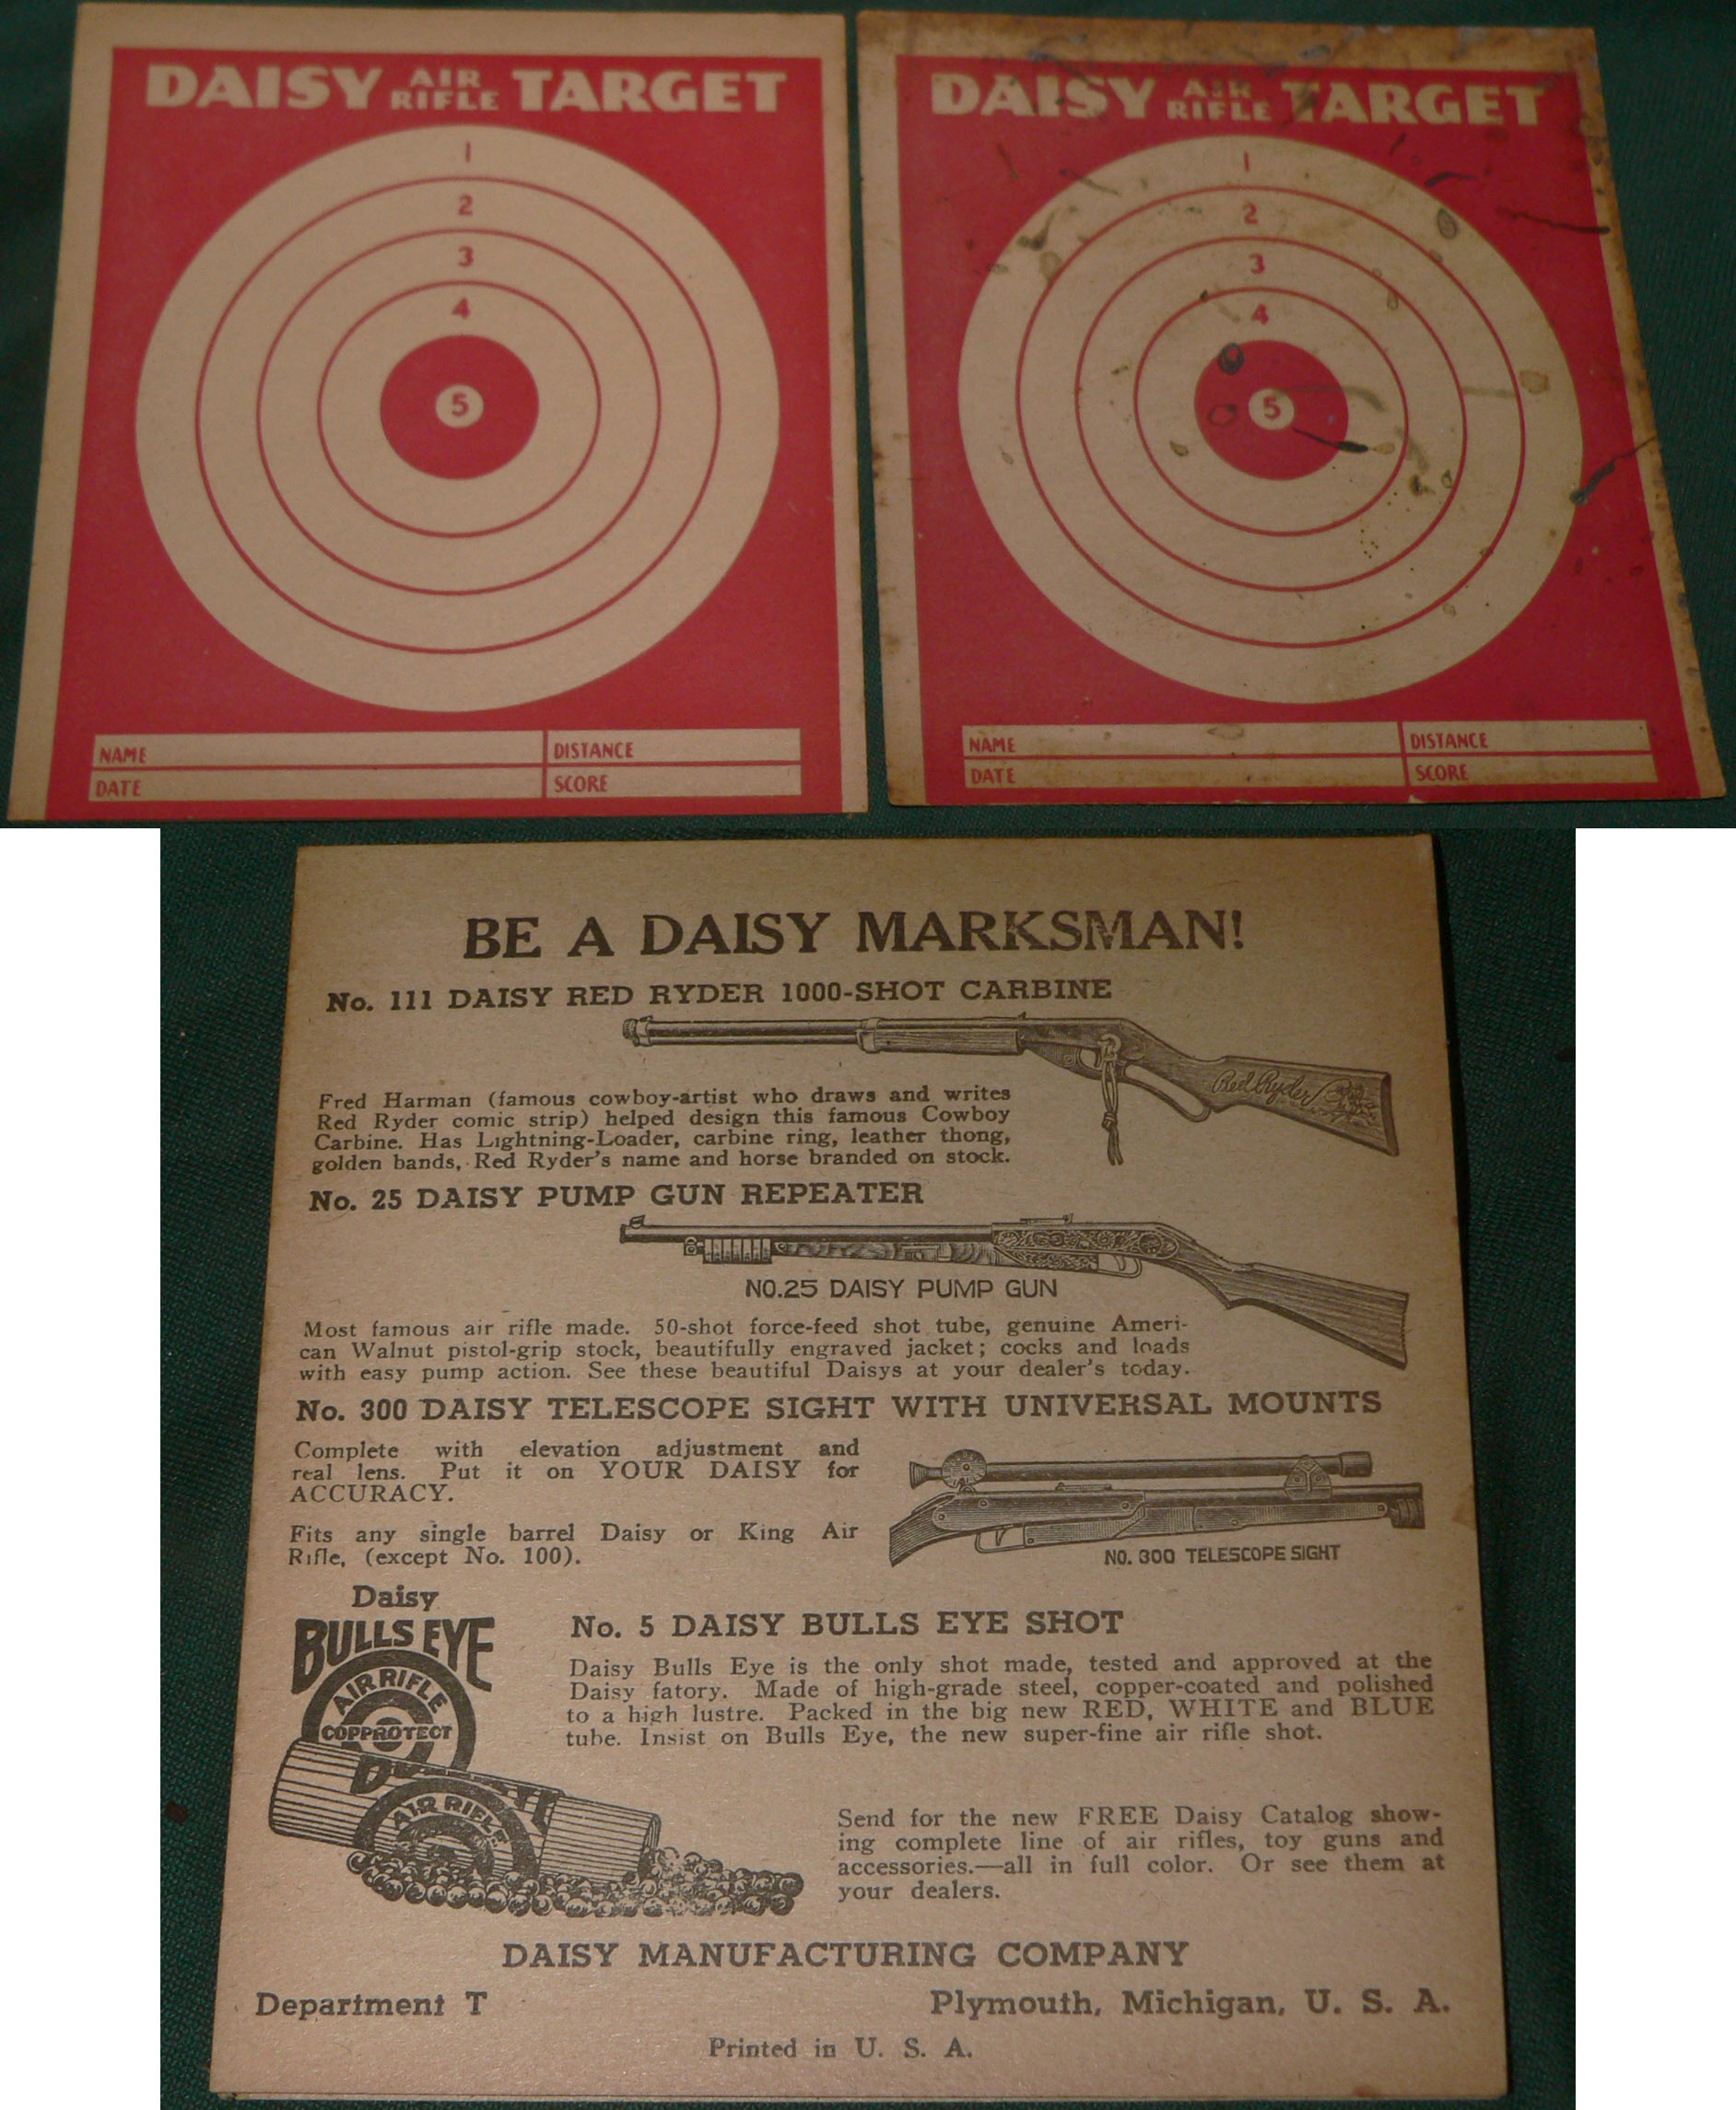 DAISY AIR RIFLE TARGET
1
2
3
4
5
NAME
DISTANCE
DATE
SCORE
DAISY AIR RIFLE TARGET
1
2
3
4
5
NAME
DISTANCE
DATE
SCORE
BE A DAISY MARKSMAN!
No. 111 DAISY RED RYDER 1000-SHOT CARBINE
Red Ryder
Fred Harman (famous cowboy-artist who draws and writes
Red Ryder comic strip) helped design this famous Cowboy
Carbine. Has Lightning-Loader, carbine ring, leather thong,
golden bands, Red Ryder's name and horse branded on stock.
No. 25 DAISY PUMP GUN REPEATER
NO.25 DAISY PUMP GUN
Most famous air rifle made. 50-shot force-feed shot tube, genuine Ameri-
can Walnut pistol-grip stock, beautifully engraved jacket; cocks and loads
with easy pump action. See these beautiful Daisys at your dealer's today.
No. 300 DAISY TELESCOPE SIGHT WITH UNIVERSAL MOUNTS
Complete with elevation adjustment and
real lens. Put it on YOUR DAISY for
ACCURACY.
Fits any single barrel Daisy or King Air
Rifle, (except No. 100).
NO. 300 TELESCOPE SIGHT
Daisy
BULLS EYE
AIR RIFLE
COPPROTECT
AIR RIFLE
No. 5 DAISY BULLS EYE SHOT
Daisy Bulls Eye is the only shot made, tested and approved at the
Daisy fatory. Made of high-grade steel, copper-coated and polished
to a high lustre. Packed in the big new RED, WHITE and BLUE
tube. Insist on Bulls Eye, the new super-fine air rifle shot.
Send for the new FREE Daisy Catalog show-
ing complete line of air rifles, toy guns and
accessories.—all in full color. Or see them at
your dealers.
DAISY MANUFACTURING COMPANY
Department T
Plymouth, Michigan, U. S. A.
Printed in U. S. A.